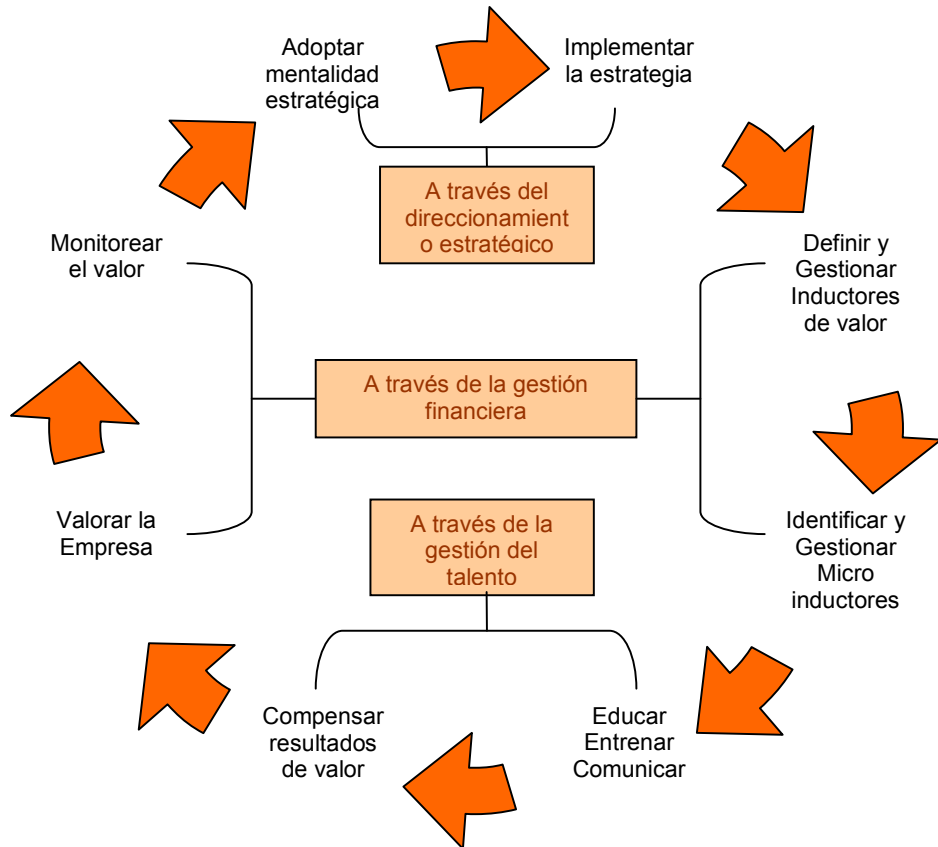 Adoptar
mentalidad
estratégica
Implementar
la estrategia
A través del
direccionamient
o estratégico
Monitorear
el valor
Definir y
Gestionar
Inductores
de valor
A través de la gestión
financiera
Valorar la
Empresa
A través de la
gestión del
talento
Identificar y
Gestionar
Micro
inductores
Compensar
resultados
de valor
Educar
Entrenar
Comunicar